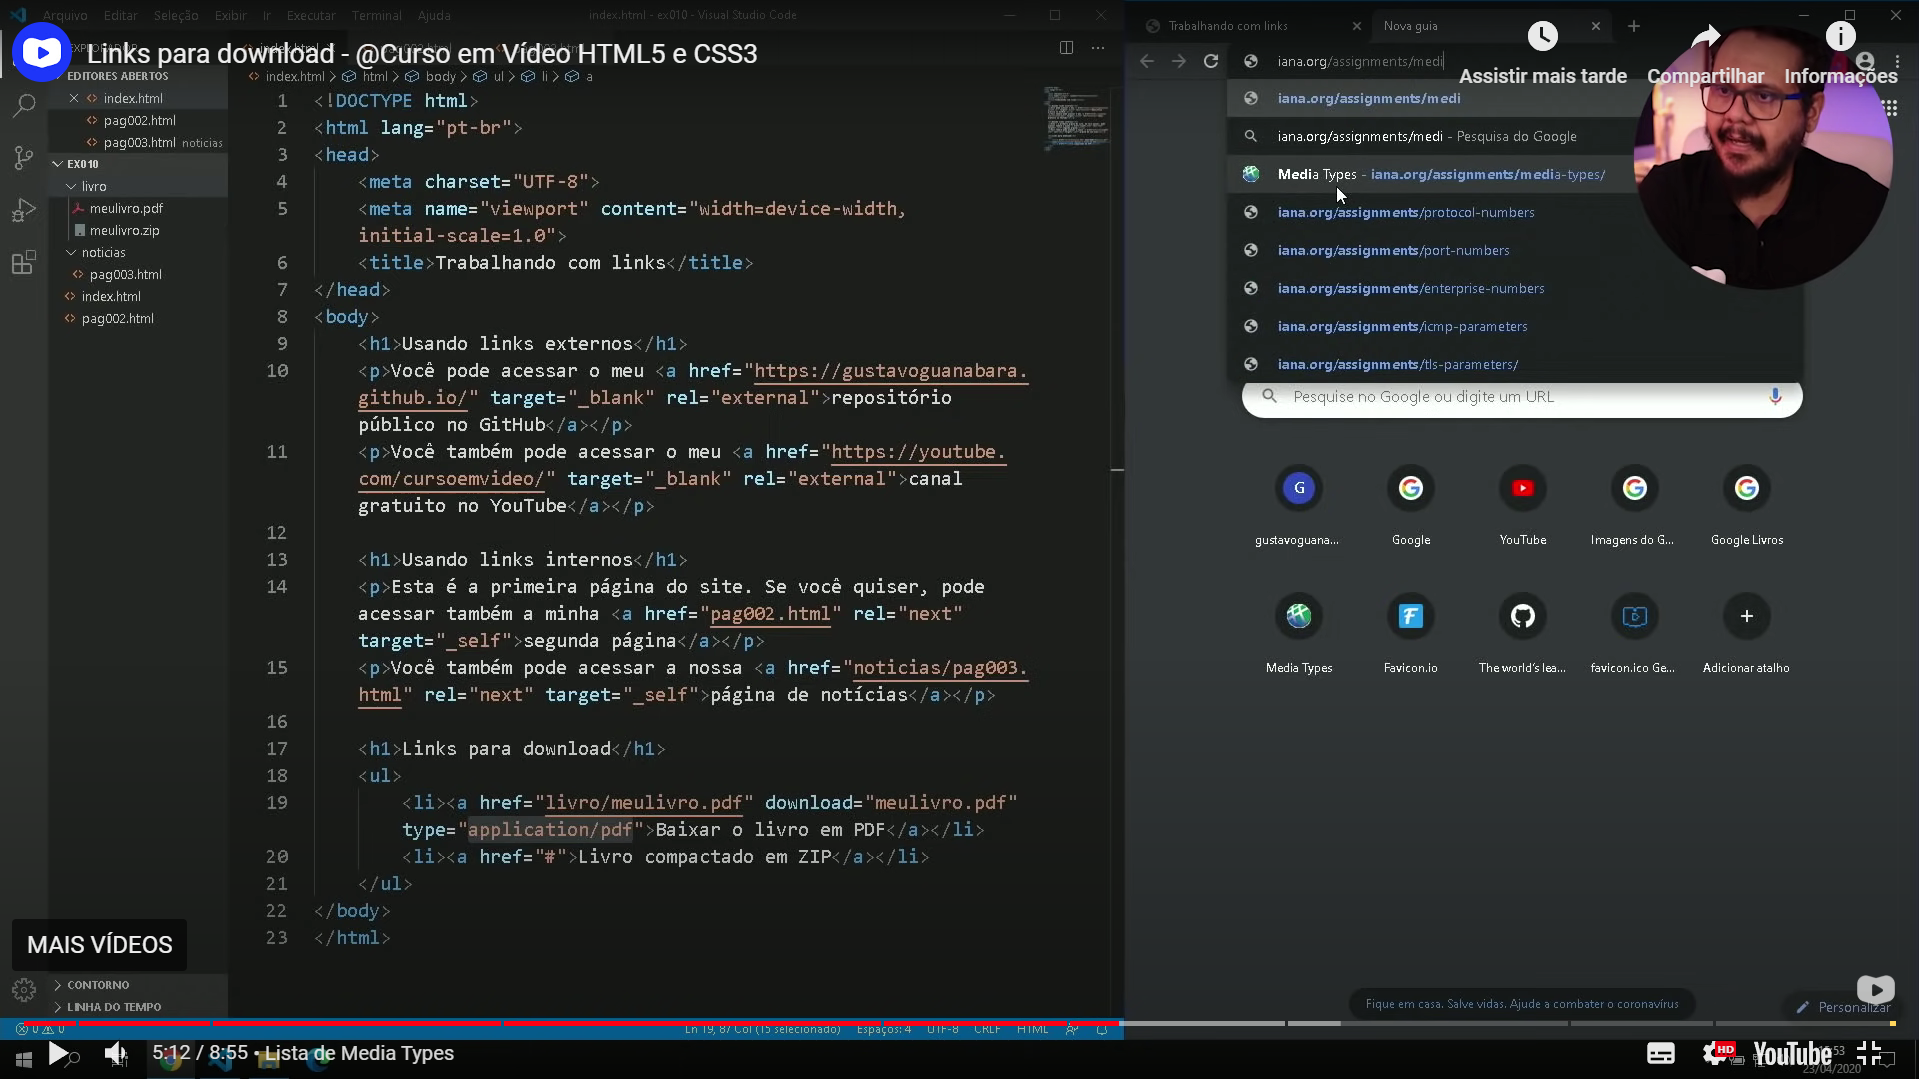 Arquivo Editar Seleção Exibir Ir Executar Terminal Ajuda
index.html - ex010 - Visual Studio Code
Links para download - @Curso em Vídeo HTML5 e CSS3
EDITORES ABERTOS
index.html
pag002.html
pag003.html noticias
EX010
livro
meulivro.pdf
meulivro.zip
noticias
pag003.html
index.html
pag002.html
CONTORNO
LINHA DO TEMPO
index.html > html > body > ul > li > a
1 <!DOCTYPE html>
2 <html lang="pt-br">
3 <head>
4 <meta charset="UTF-8">
5 <meta name="viewport" content="width=device-width,
initial-scale=1.0">
6 <title>Trabalhando com links</title>
7 </head>
8 <body>
9 <h1>Usando links externos</h1>
10 <p>Você pode acessar o meu <a href="https://gustavoguanabara.
github.io/" target="_blank" rel="external">repositório
público no GitHub</a></p>
11 <p>Você também pode acessar o meu <a href="https://youtube.
com/cursoemvideo/" target="_blank" rel="external">canal
gratuito no YouTube</a></p>
12
13 <h1>Usando links internos</h1>
14 <p>Esta é a primeira página do site. Se você quiser, pode
acessar também a minha <a href="pag002.html" rel="next"
target="_self">segunda página</a></p>
15 <p>Você também pode acessar a nossa <a href="noticias/pag003.
html" rel="next" target="_self">página de notícias</a></p>
16
17 <h1>Links para download</h1>
18 <ul>
19 <li><a href="livro/meulivro.pdf" download="meulivro.pdf"
type="application/pdf">Baixar o livro em PDF</a></li>
20 <li><a href="#">Livro compactado em ZIP</a></li>
21 </ul>
22 </body>
23 </html>
MAIS VÍDEOS
0 0
Ln 19, 87 Col (15 selecionado) Espaços: 4 UTF-8 CRLF HTML
5:12 / 8:55 • Lista de Media Types
Trabalhando com links
Nova guia
iana.org/assignments/medi
Assistir mais tarde
Compartilhar
Informações
iana.org/assignments/medi
iana.org/assignments/medi - Pesquisa do Google
Media Types - iana.org/assignments/media-types/
iana.org/assignments/protocol-numbers
iana.org/assignments/port-numbers
iana.org/assignments/enterprise-numbers
iana.org/assignments/icmp-parameters
iana.org/assignments/tls-parameters/
Pesquise no Google ou digite um URL
G
gustavoguana...
Google
YouTube
Imagens do G...
Google Livros
Media Types
Favicon.io
The world's lea...
favicon.ico Ge...
Adicionar atalho
Fique em casa. Salve vidas. Ajude a combater o coronavírus
Personalizar
HD
YouTube
23/04/2020